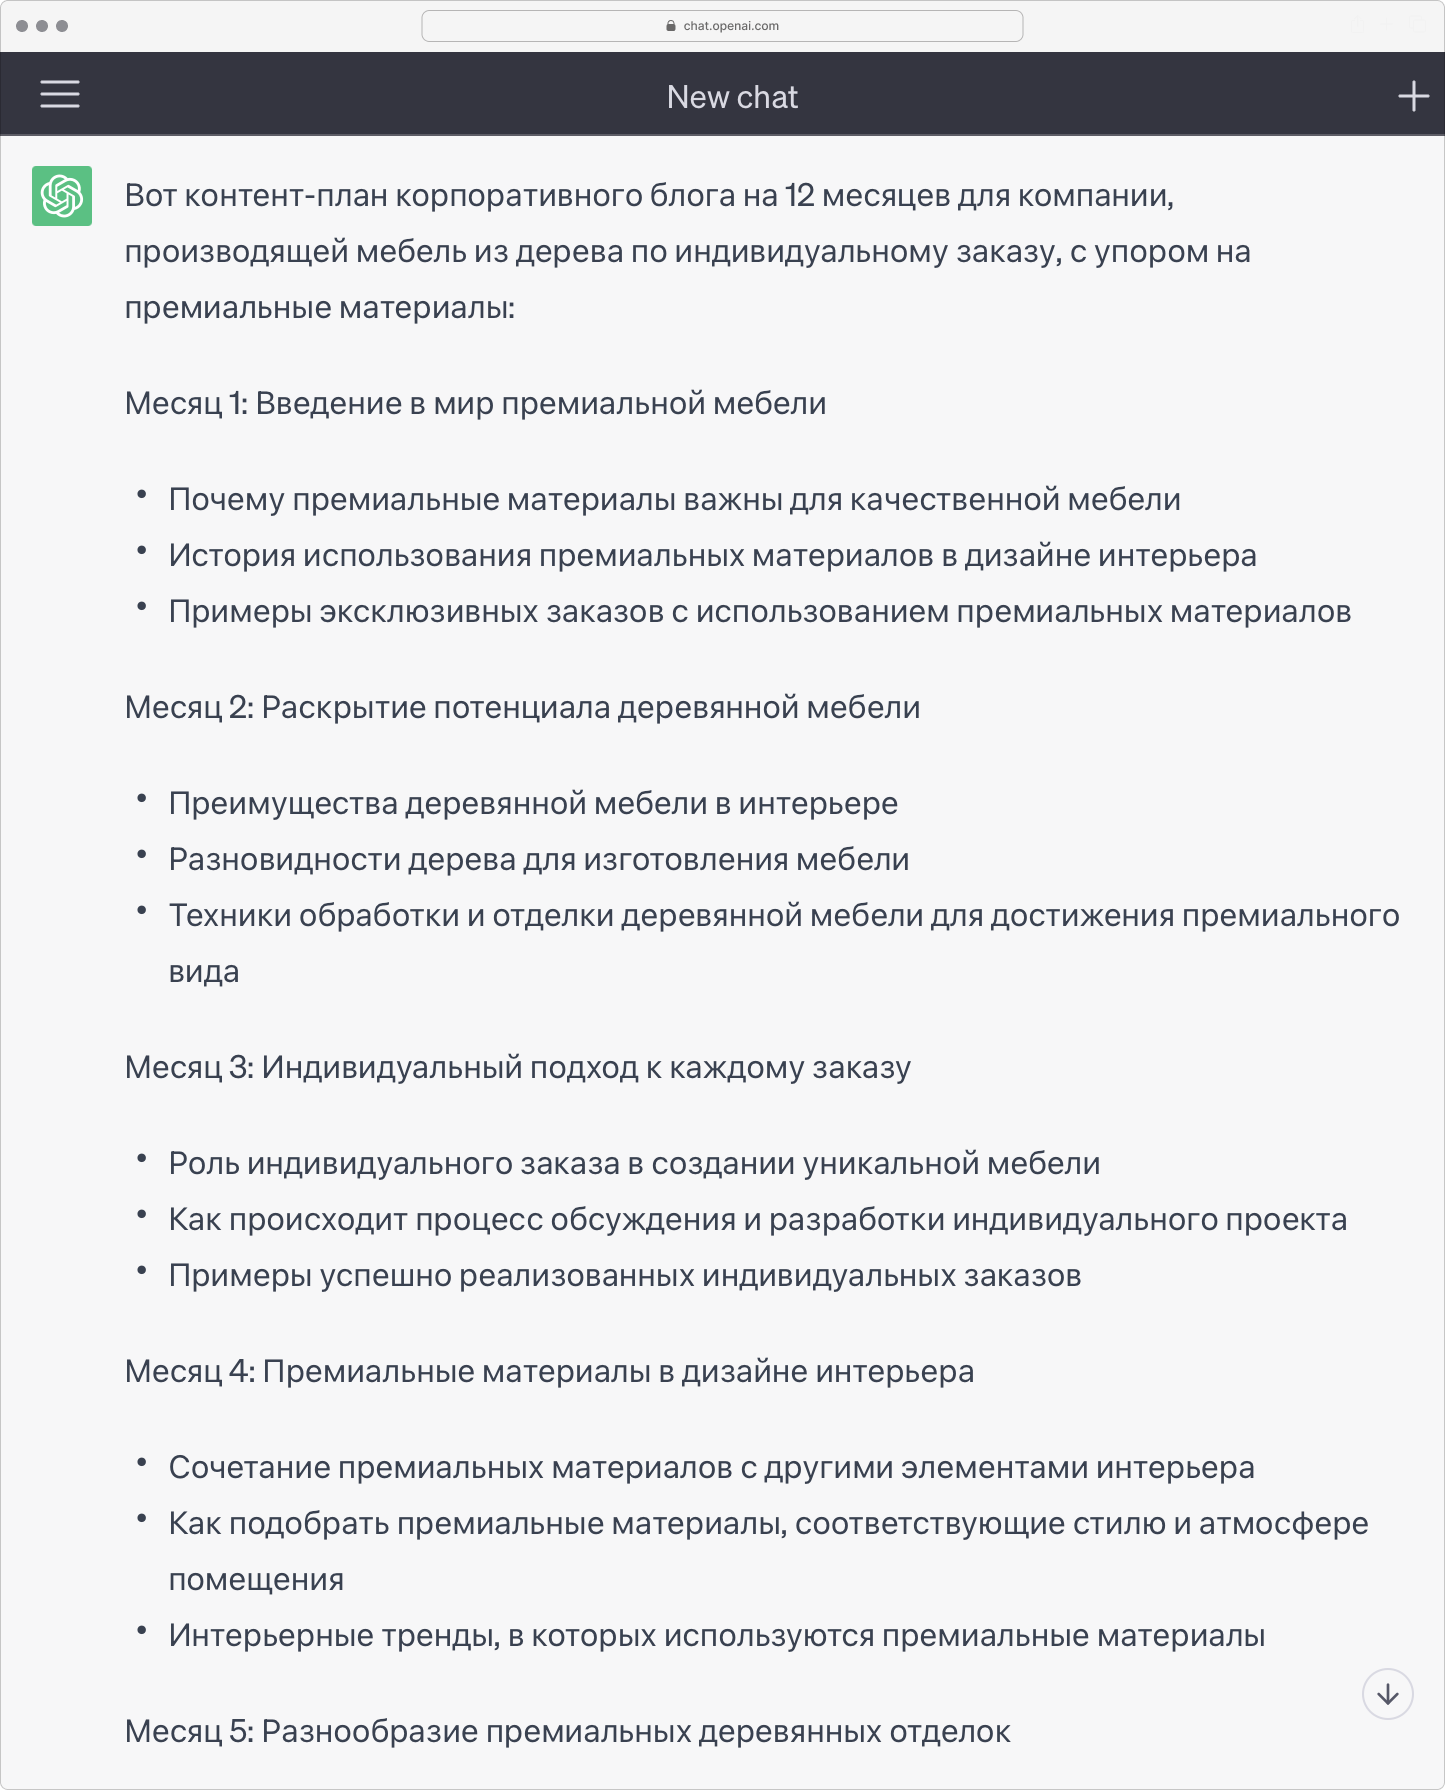 chat.openai.com
New chat
Вот контент-план корпоративного блога на 12 месяцев для компании,
производящей мебель из дерева по индивидуальному заказу, с упором на
премиальные материалы:
Месяц 1: Введение в мир премиальной мебели
• Почему премиальные материалы важны для качественной мебели
• История использования премиальных материалов в дизайне интерьера
• Примеры эксклюзивных заказов с использованием премиальных материалов
Месяц 2: Раскрытие потенциала деревянной мебели
• Преимущества деревянной мебели в интерьере
• Разновидности дерева для изготовления мебели
• Техники обработки и отделки деревянной мебели для достижения премиального
вида
Месяц 3: Индивидуальный подход к каждому заказу
• Роль индивидуального заказа в создании уникальной мебели
• Как происходит процесс обсуждения и разработки индивидуального проекта
• Примеры успешно реализованных индивидуальных заказов
Месяц 4: Премиальные материалы в дизайне интерьера
• Сочетание премиальных материалов с другими элементами интерьера
• Как подобрать премиальные материалы, соответствующие стилю и атмосфере
помещения
• Интерьерные тренды, в которых используются премиальные материалы
Месяц 5: Разнообразие премиальных деревянных отделок